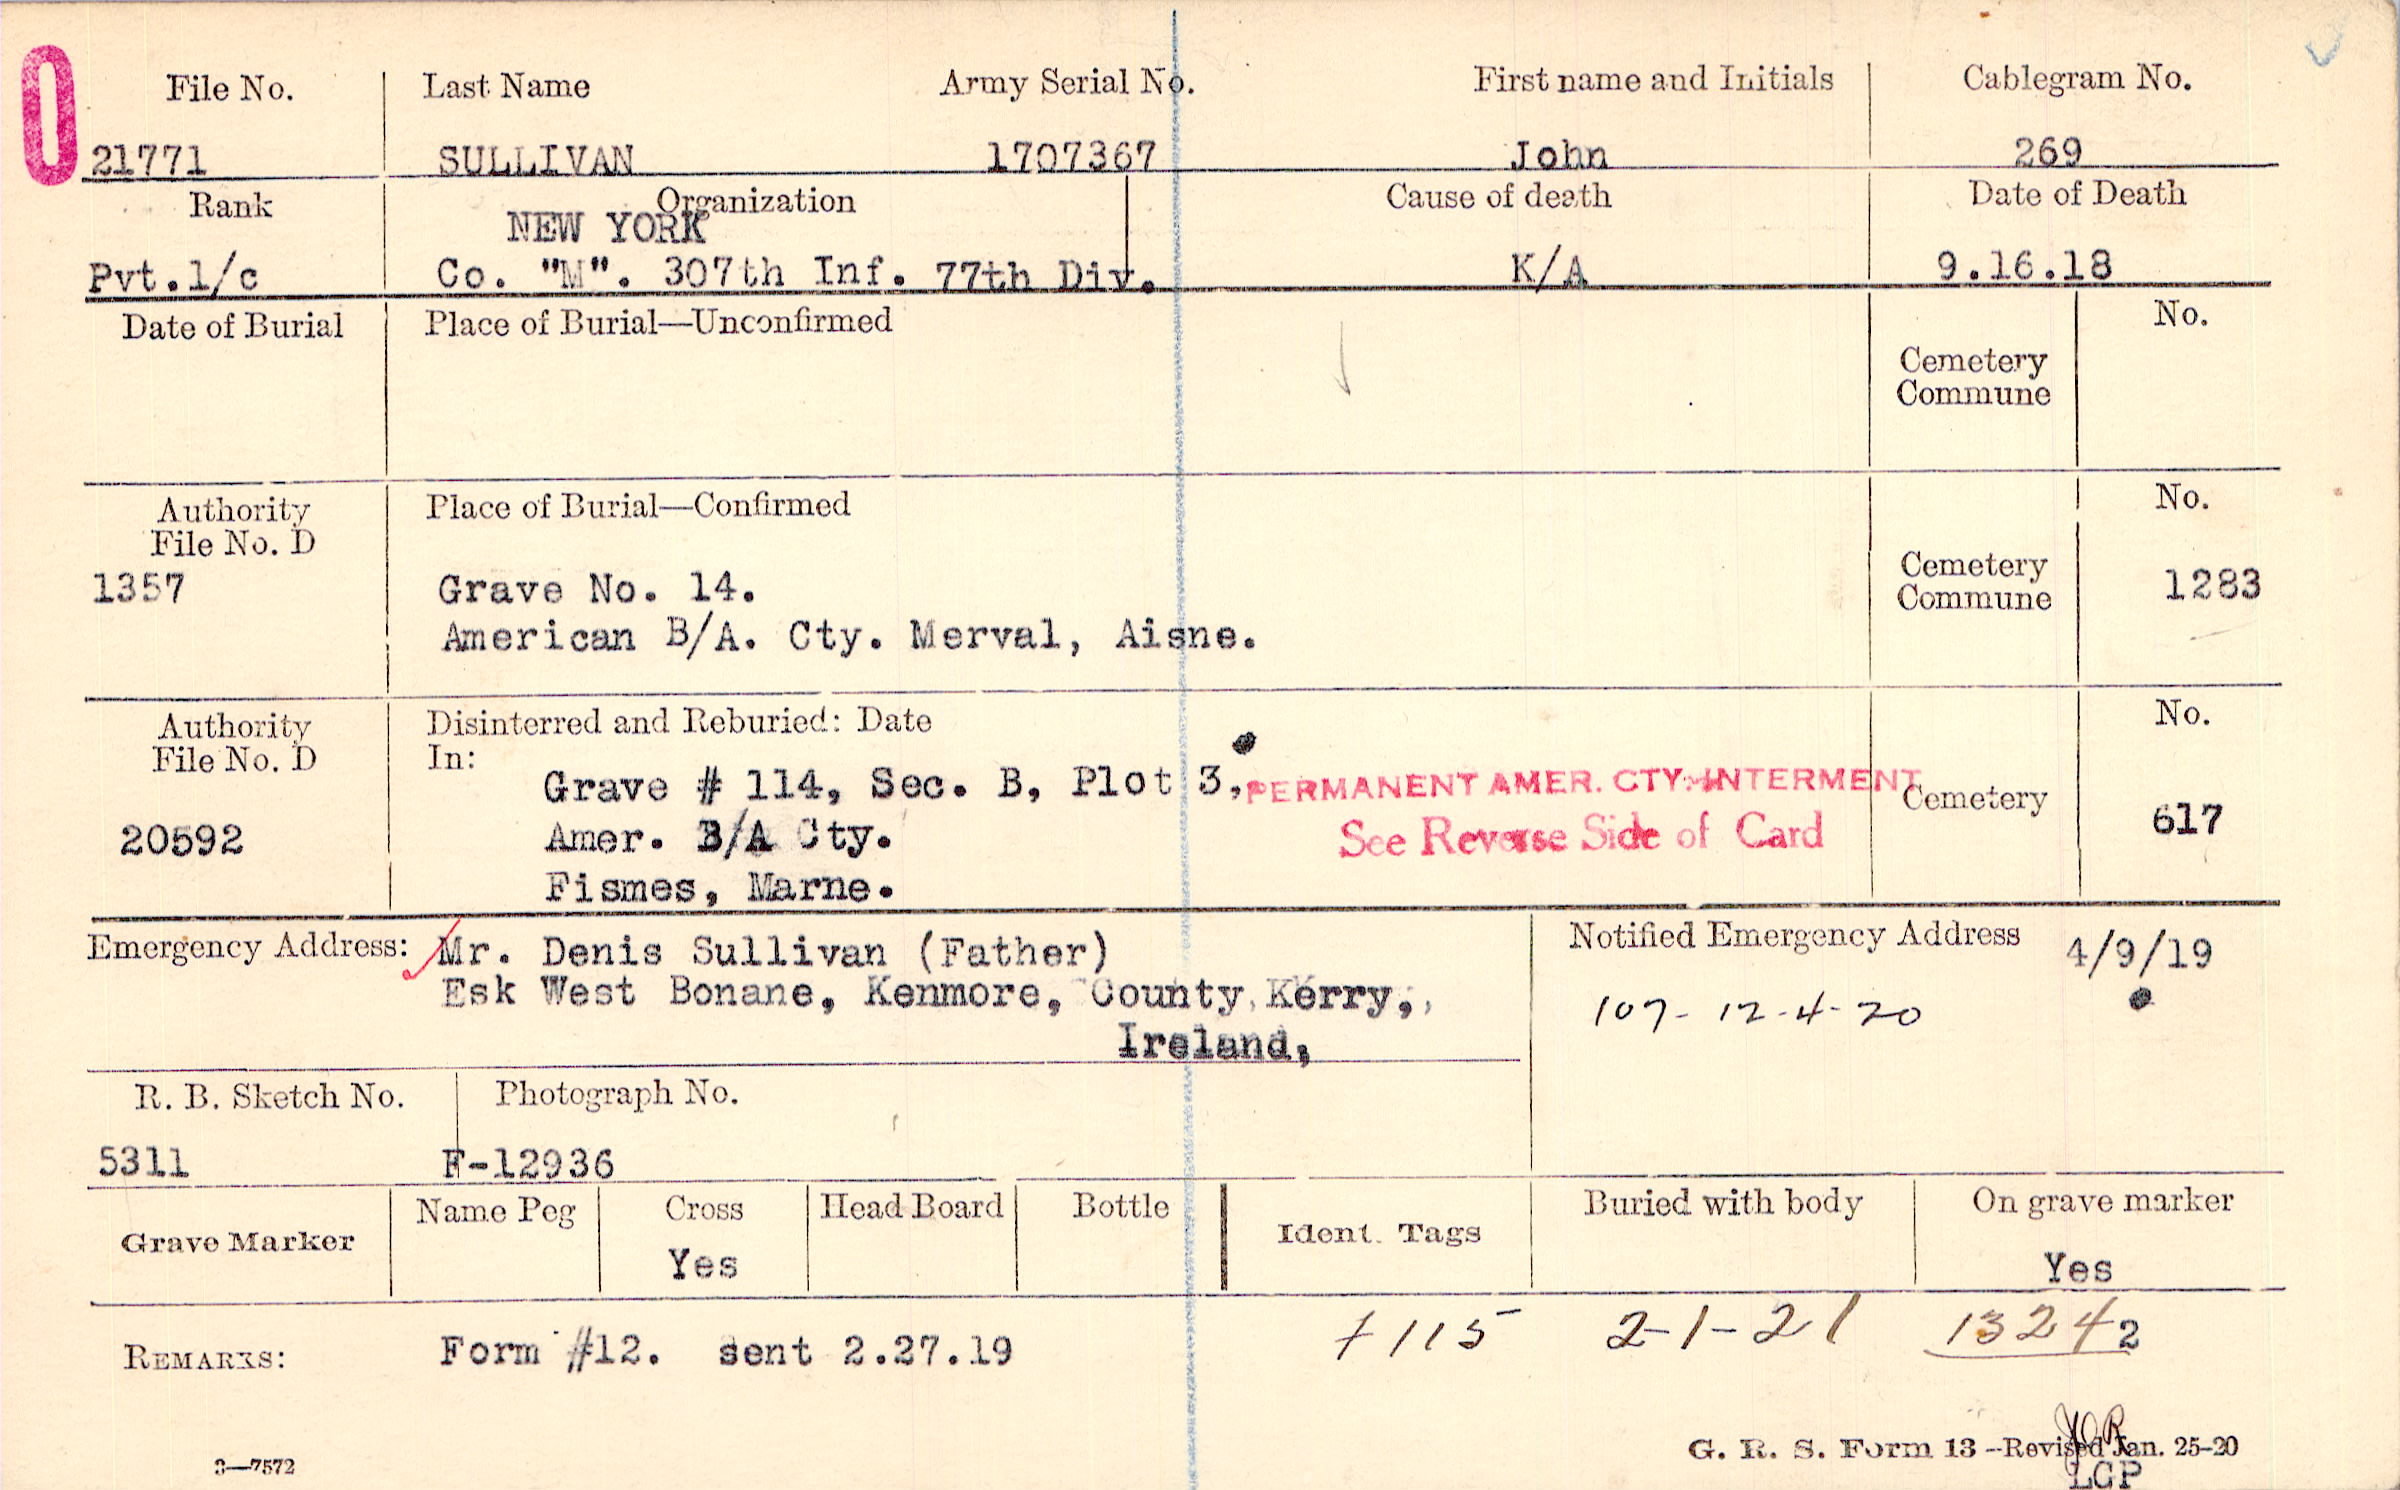 0
File No. Last Name Army Serial No. First name and Initials Cablegram No.
21771 SULLIVAN 1707367 John 269
Rank Organization Cause of death Date of Death
NEW YORK
Pvt.1/c Co. "M". 307th Inf. 77th Div. K/A 9.16.18
Date of Burial Place of Burial—Unconfirmed No.
Cemetery
Commune
Authority Place of Burial—Confirmed No.
File No. D
1357 Grave No. 14. Cemetery 1283
Commune
American B/A. Cty. Merval, Aisne.
Authority Disinterred and Reburied: Date No.
File No. D In:
Grave # 114, Sec. B, Plot 3, PERMANENT AMER. CTY. INTERMENT Cemetery
20592 Amer. B/A Cty. See Reverse Side of Card 617
Fismes, Marne.
Emergency Address: Mr. Denis Sullivan (Father) Notified Emergency Address 4/9/19
Esk West Bonane, Kenmore, County Kerry,, 107- 12-4-20
Ireland,
R. B. Sketch No. Photograph No.
5311 F-12936
Grave Marker Name Peg Cross Head Board Bottle Ident. Tags Buried with body On grave marker
Yes Yes
REMARKS: Form #12. sent 2.27.19 2-1-21 1324 2
3—7572 G. R. S. Form 13—Revised Jan. 25-20
LCP